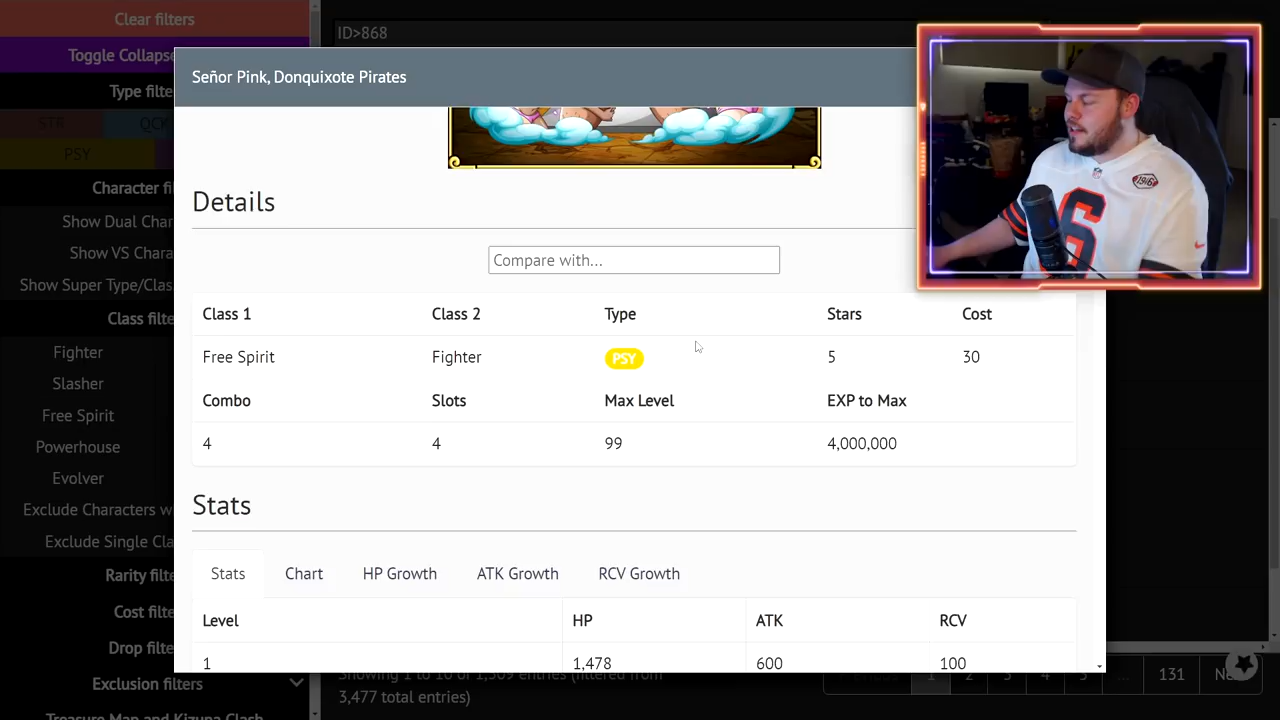 Clear filters
ID>868
Toggle Collapse
Señor Pink, Donquixote Pirates
Type filte
STR
QCK
PSY
Details
Character fil
Show Dual Char
Compare with...
Show VS Chara
Show Super Type/Clas
Class 1
Class 2
Type
Stars
Cost
Class filte
Free Spirit
Fighter
PSY
5
30
Fighter
Slasher
Combo
Slots
Max Level
EXP to Max
Free Spirit
4
4
99
4,000,000
Powerhouse
Evolver
Stats
Exclude Characters w
Exclude Single Cla
Stats
Chart
HP Growth
ATK Growth
RCV Growth
Rarity filte
Cost filte
Level
HP
ATK
RCV
Drop filte
1
1,478
600
100
Exclusion filters
1
2
3
4
5
...
131
3,477 total entries)
1946
6